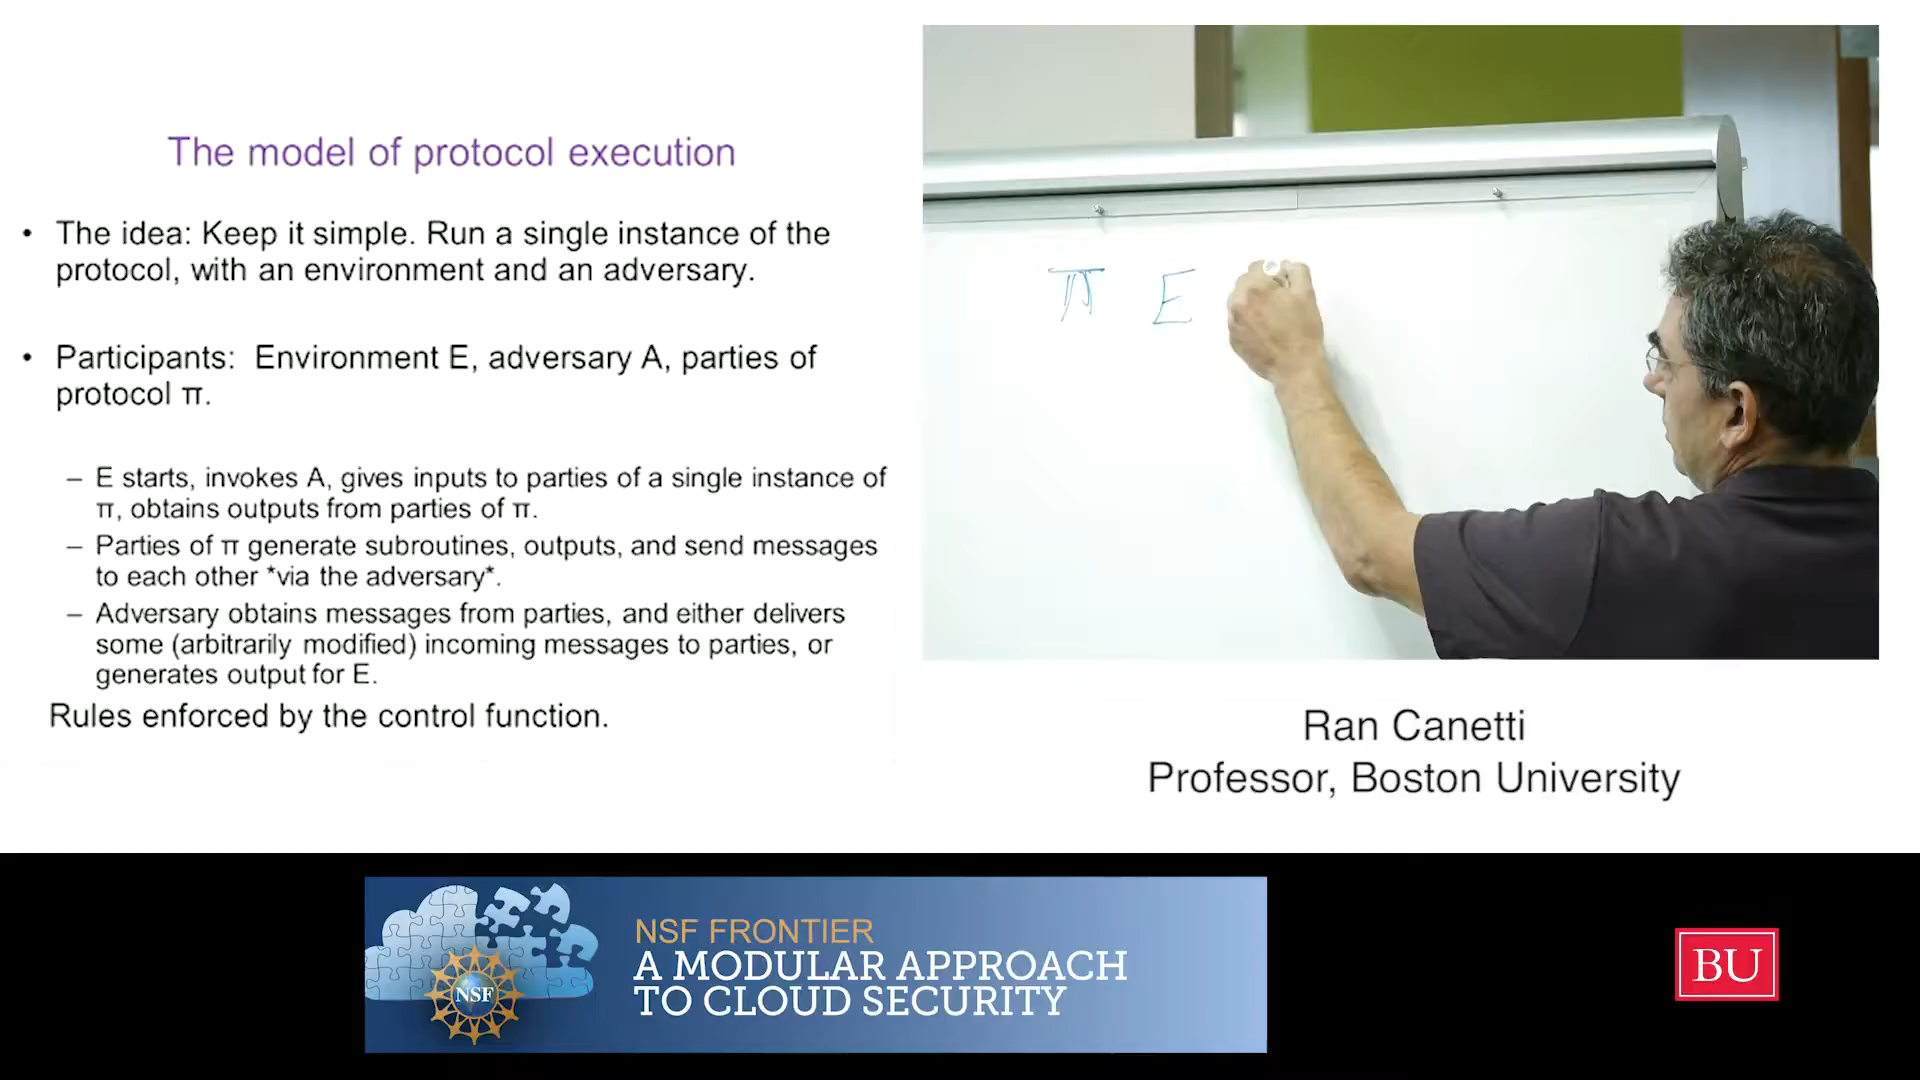 The model of protocol execution
• The idea: Keep it simple. Run a single instance of the
protocol, with an environment and an adversary.
• Participants: Environment E, adversary A, parties of
protocol π.
– E starts, invokes A, gives inputs to parties of a single instance of
π, obtains outputs from parties of π.
– Parties of π generate subroutines, outputs, and send messages
to each other *via the adversary*.
– Adversary obtains messages from parties, and either delivers
some (arbitrarily modified) incoming messages to parties, or
generates output for E.
Rules enforced by the control function.
π E
Ran Canetti
Professor, Boston University
NSF
NSF FRONTIER
A MODULAR APPROACH
TO CLOUD SECURITY
BU